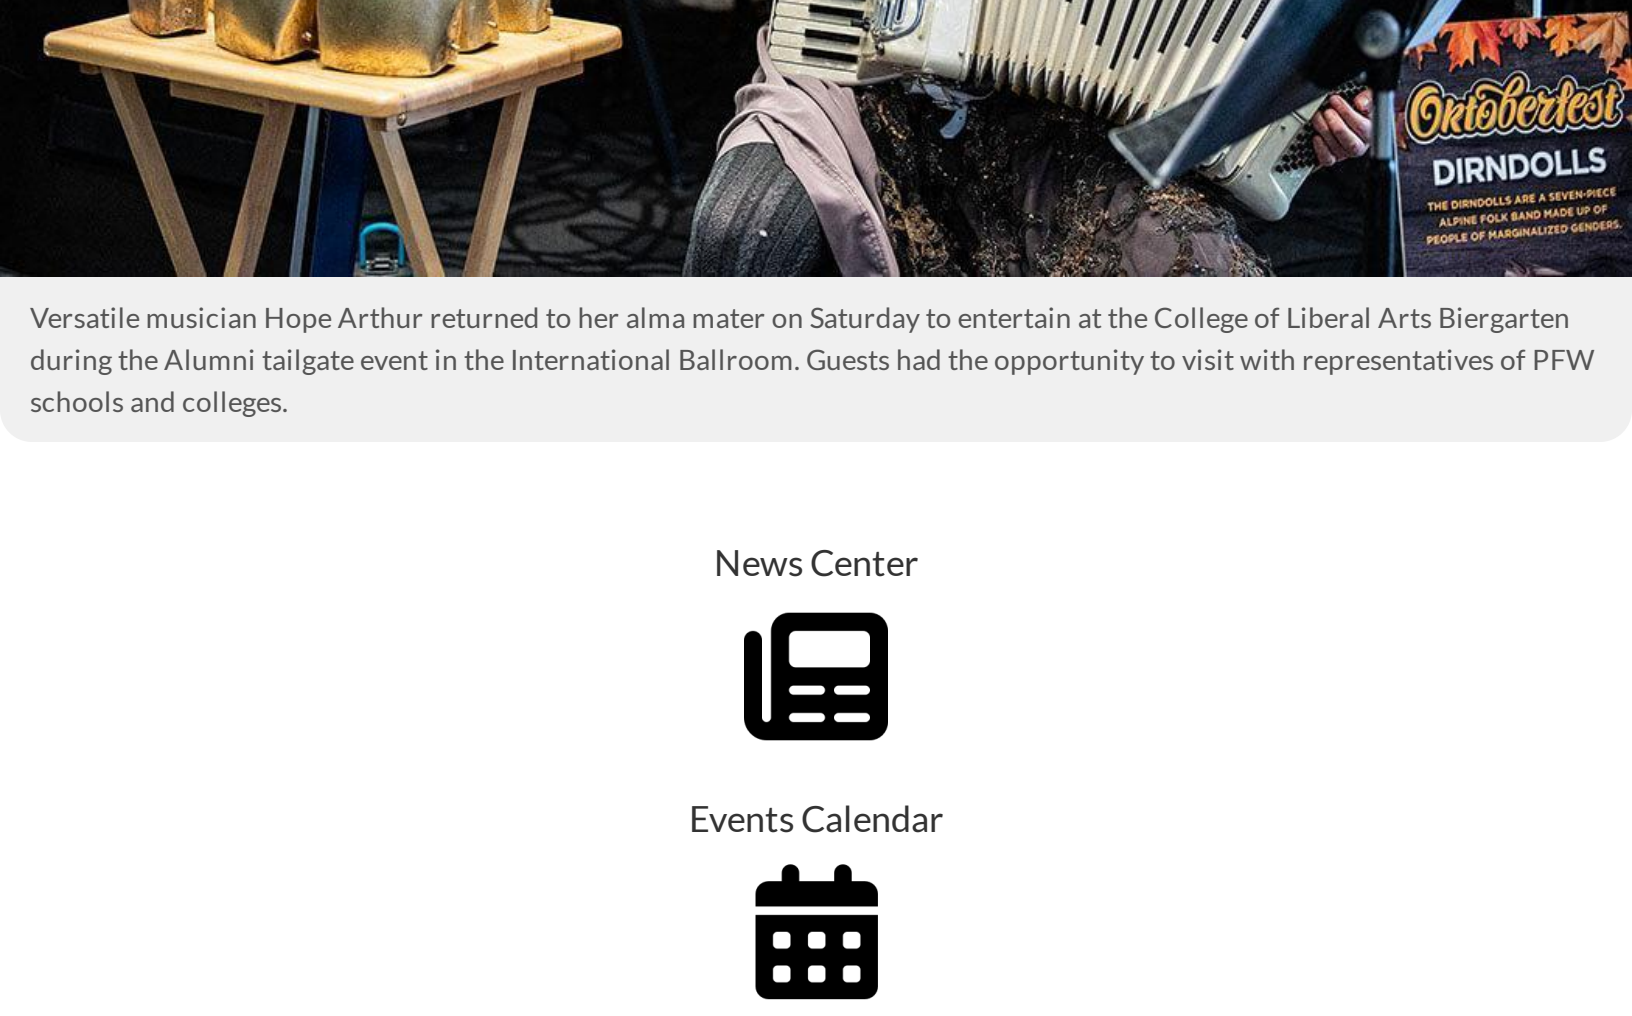 Oktoberfest
DIRNDOLLS
THE DIRNDOLLS ARE A SEVEN-PIECE
ALPINE FOLK BAND MADE UP OF
PEOPLE OF MARGINALIZED GENDERS.
Versatile musician Hope Arthur returned to her alma mater on Saturday to entertain at the College of Liberal Arts Biergarten
during the Alumni tailgate event in the International Ballroom. Guests had the opportunity to visit with representatives of PFW
schools and colleges.
News Center
Events Calendar